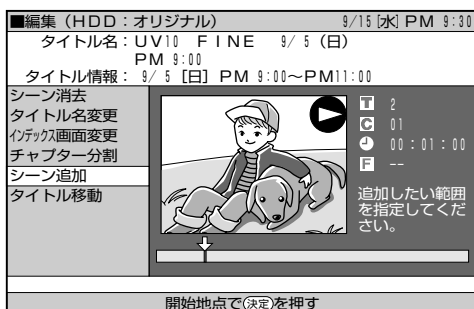 ■編集（HDD：オリジナル） 9/15[水]PM 9:30
タイトル名：UV10 FINE 9/ 5（日）
PM 9:00
タイトル情報： 9/ 5 [日] PM 9:00～PM11:00
シーン消去
タイトル名変更
インデックス画面変更
チャプター分割
シーン追加
タイトル移動
T 2
C 01
00：01：00
F --
追加したい範囲
を指定してくだ
さい。
開始地点で決定を押す